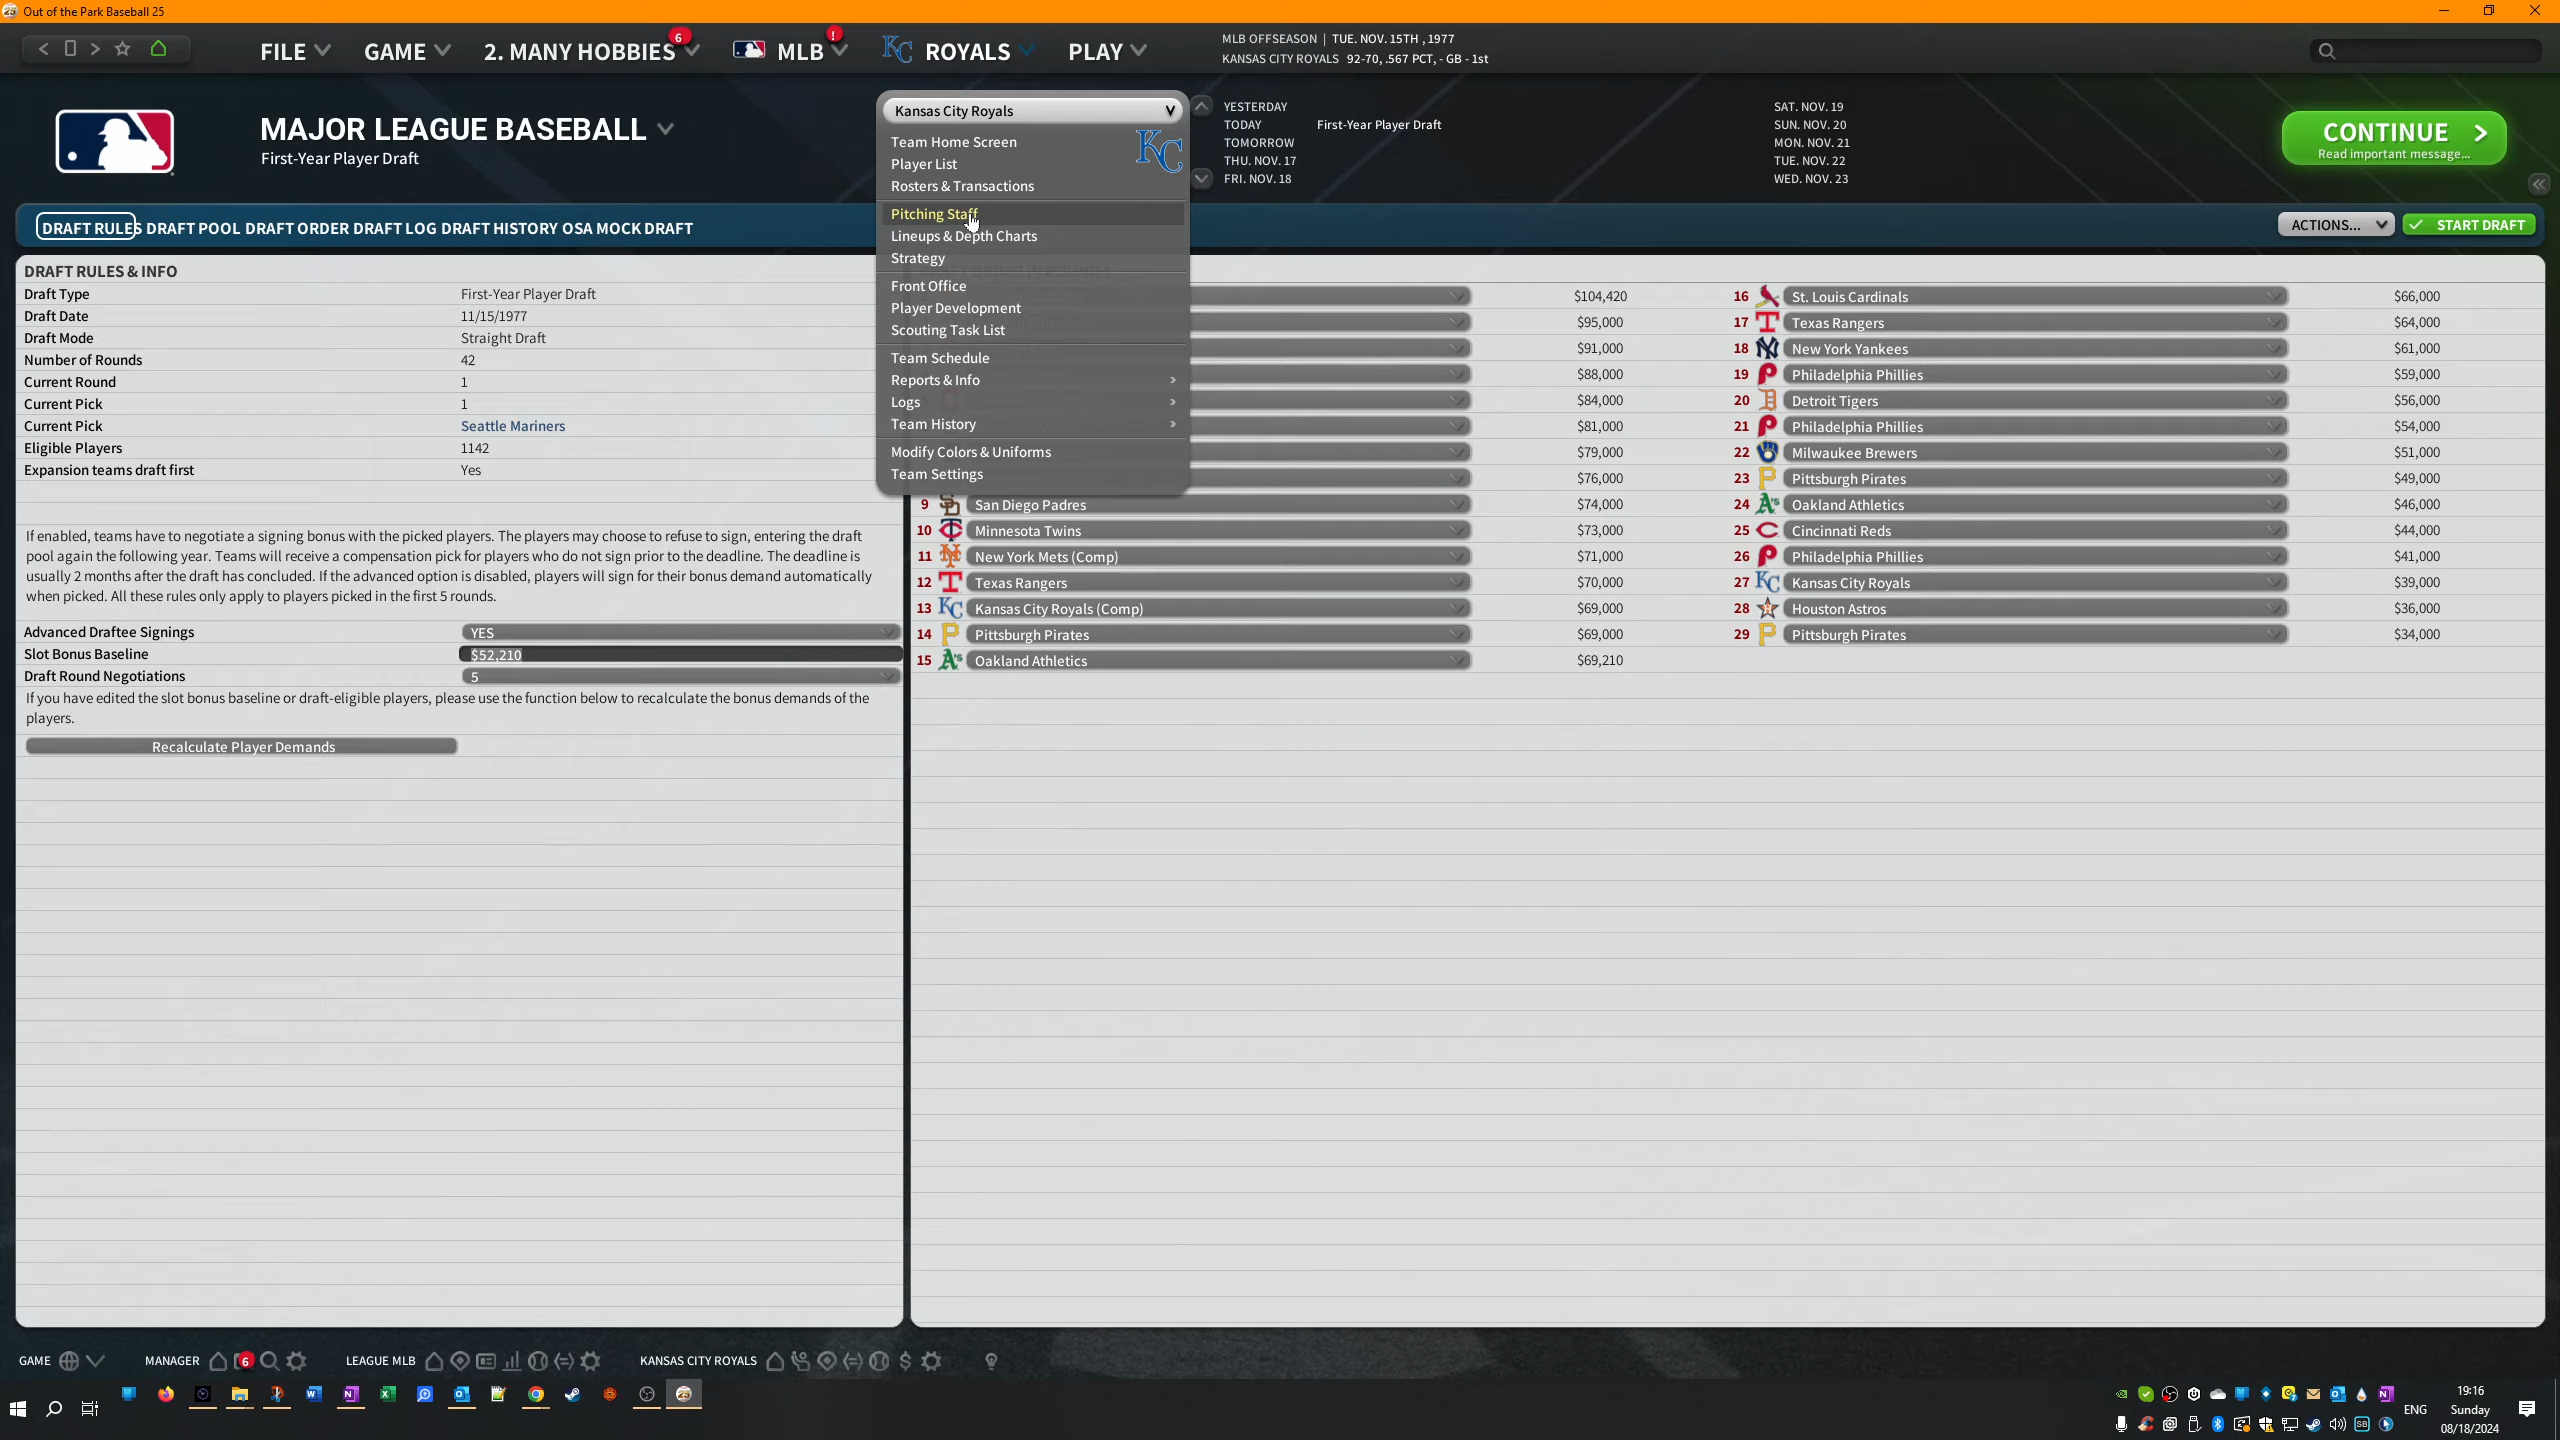 Out of the Park Baseball 25
FILE GAME 2. MANY HOBBIES 6 MLB ! ROYALS PLAY
MLB OFFSEASON | TUE. NOV. 15TH , 1977
KANSAS CITY ROYALS 92-70, .567 PCT, - GB - 1st
MAJOR LEAGUE BASEBALL
First-Year Player Draft
Kansas City Royals
Team Home Screen
Player List
Rosters & Transactions
Pitching Staff
Lineups & Depth Charts
Strategy
Front Office
Player Development
Scouting Task List
Team Schedule
Reports & Info
Logs
Team History
Modify Colors & Uniforms
Team Settings
YESTERDAY
TODAY First-Year Player Draft
TOMORROW
THU. NOV. 17
FRI. NOV. 18
SAT. NOV. 19
SUN. NOV. 20
MON. NOV. 21
TUE. NOV. 22
WED. NOV. 23
CONTINUE
Read important message...
DRAFT RULES DRAFT POOL DRAFT ORDER DRAFT LOG DRAFT HISTORY OSA MOCK DRAFT
ACTIONS... START DRAFT
DRAFT RULES & INFO
Draft Type First-Year Player Draft
Draft Date 11/15/1977
Draft Mode Straight Draft
Number of Rounds 42
Current Round 1
Current Pick 1
Current Pick Seattle Mariners
Eligible Players 1142
Expansion teams draft first Yes
If enabled, teams have to negotiate a signing bonus with the picked players. The players may choose to refuse to sign, entering the draft
pool again the following year. Teams will receive a compensation pick for players who do not sign prior to the deadline. The deadline is
usually 2 months after the draft has concluded. If the advanced option is disabled, players will sign for their bonus demand automatically
when picked. All these rules only apply to players picked in the first 5 rounds.
Advanced Draftee Signings YES
Slot Bonus Baseline $52,210
Draft Round Negotiations 5
If you have edited the slot bonus baseline or draft-eligible players, please use the function below to recalculate the bonus demands of the
players.
Recalculate Player Demands
$104,420
$95,000
$91,000
$88,000
$84,000
$81,000
$79,000
$76,000
9 San Diego Padres $74,000
10 Minnesota Twins $73,000
11 New York Mets (Comp) $71,000
12 Texas Rangers $70,000
13 Kansas City Royals (Comp) $69,000
14 Pittsburgh Pirates $69,000
15 Oakland Athletics $69,210
16 St. Louis Cardinals $66,000
17 Texas Rangers $64,000
18 New York Yankees $61,000
19 Philadelphia Phillies $59,000
20 Detroit Tigers $56,000
21 Philadelphia Phillies $54,000
22 Milwaukee Brewers $51,000
23 Pittsburgh Pirates $49,000
24 Oakland Athletics $46,000
25 Cincinnati Reds $44,000
26 Philadelphia Phillies $41,000
27 Kansas City Royals $39,000
28 Houston Astros $36,000
29 Pittsburgh Pirates $34,000
GAME MANAGER 6 LEAGUE MLB KANSAS CITY ROYALS
ENG
19:16
Sunday
08/18/2024